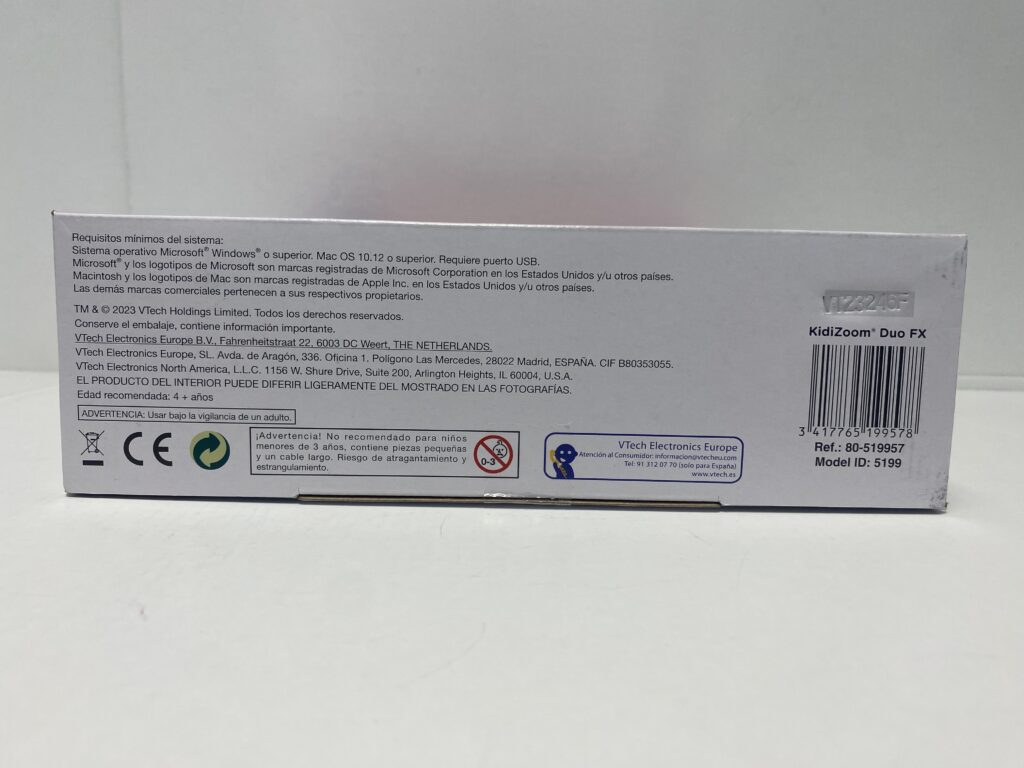 Requisitos mínimos del sistema:
Sistema operativo Microsoft® Windows® o superior. Mac OS 10.12 o superior. Requiere puerto USB.
Microsoft® y los logotipos de Microsoft son marcas registradas de Microsoft Corporation en los Estados Unidos y/u otros países.
Macintosh y los logotipos de Mac son marcas registradas de Apple Inc. en los Estados Unidos y/u otros países.
Las demás marcas comerciales pertenecen a sus respectivos propietarios.
TM & © 2023 VTech Holdings Limited. Todos los derechos reservados.
Conserve el embalaje, contiene información importante.
VTech Electronics Europe B.V., Fahrenheitstraat 22, 6003 DC Weert, THE NETHERLANDS.
VTech Electronics Europe, SL. Avda. de Aragón, 336. Oficina 1. Polígono Las Mercedes, 28022 Madrid, ESPAÑA. CIF B80353055.
VTech Electronics North America, L.L.C. 1156 W. Shure Drive, Suite 200, Arlington Heights, IL 60004, U.S.A.
EL PRODUCTO DEL INTERIOR PUEDE DIFERIR LIGERAMENTE DEL MOSTRADO EN LAS FOTOGRAFÍAS.
Edad recomendada: 4 + años
ADVERTENCIA: Usar bajo la vigilancia de un adulto.
CE
¡Advertencia! No recomendado para niños
menores de 3 años, contiene piezas pequeñas
y un cable largo. Riesgo de atragantamiento y
estrangulamiento.
0-3
VTech Electronics Europe
Atención al Consumidor: informacion@vtecheu.com
Tel: 91 312 07 70 (solo para España)
www.vtech.es
VT23246F
KidiZoom® Duo FX
3 417765 199578
Ref.: 80-519957
Model ID: 5199